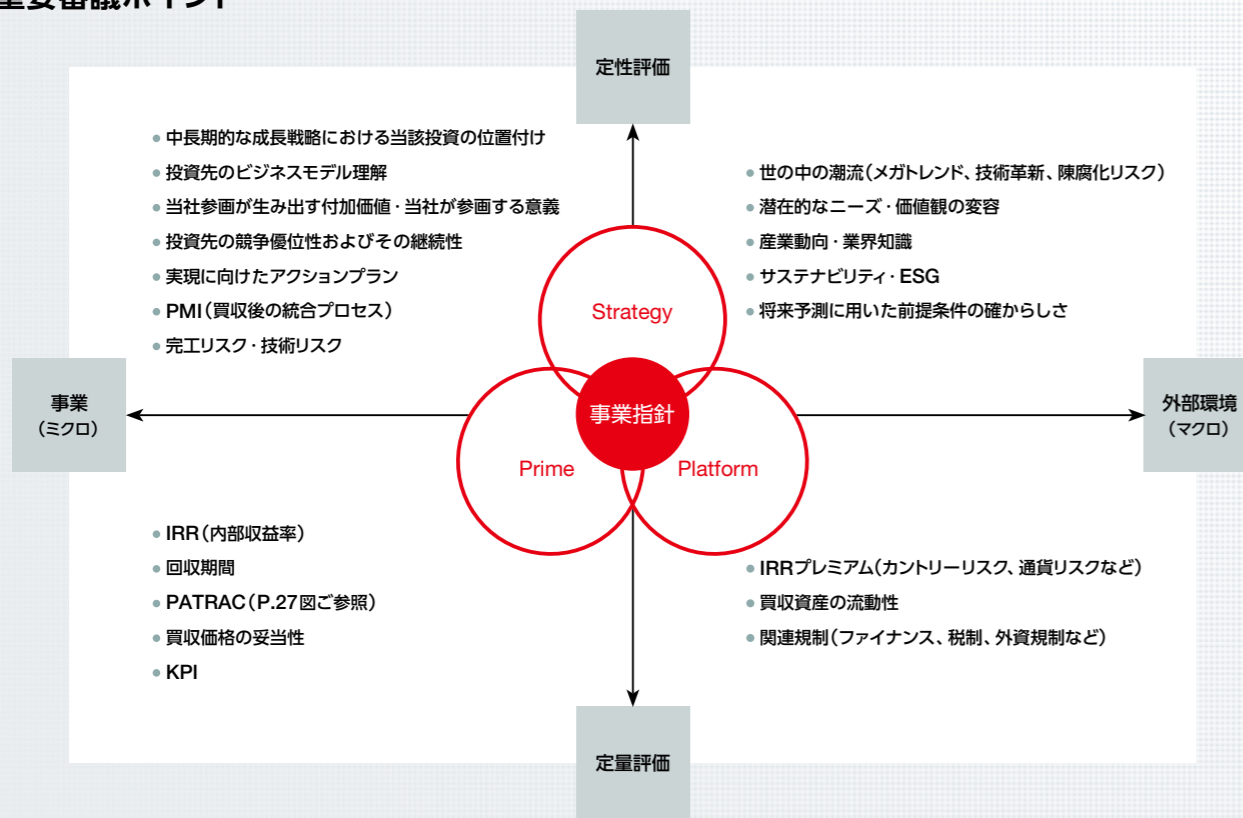 重要審議ポイント
定性評価
● 中長期的な成長戦略における当該投資の位置付け
● 投資先のビジネスモデル理解
● 当社参画が生み出す付加価値・当社が参画する意義
● 投資先の競争優位性およびその継続性
● 実現に向けたアクションプラン
● PMI（買収後の統合プロセス）
● 完工リスク・技術リスク
● 世の中の潮流（メガトレンド、技術革新、陳腐化リスク）
● 潜在的なニーズ・価値観の変容
● 産業動向・業界知識
● サステナビリティ・ESG
● 将来予測に用いた前提条件の確からしさ
Strategy
事業
（ミクロ）
事業指針
外部環境
（マクロ）
Prime
Platform
● IRR（内部収益率）
● 回収期間
● PATRAC（P.27図ご参照）
● 買収価格の妥当性
● KPI
● IRRプレミアム（カントリーリスク、通貨リスクなど）
● 買収資産の流動性
● 関連規制（ファイナンス、税制、外資規制など）
定量評価